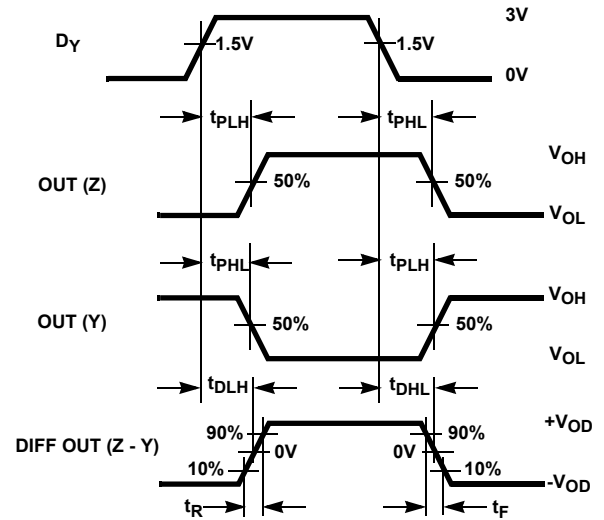 3V
DY
1.5V
1.5V
0V
tPLH
tPHL
VOH
OUT (Z)
50%
50%
VOL
tPHL
tPLH
VOH
OUT (Y)
50%
50%
VOL
tDLH
tDHL
+VOD
90%
90%
DIFF OUT (Z - Y)
0V
0V
10%
10%
-VOD
tR
tF